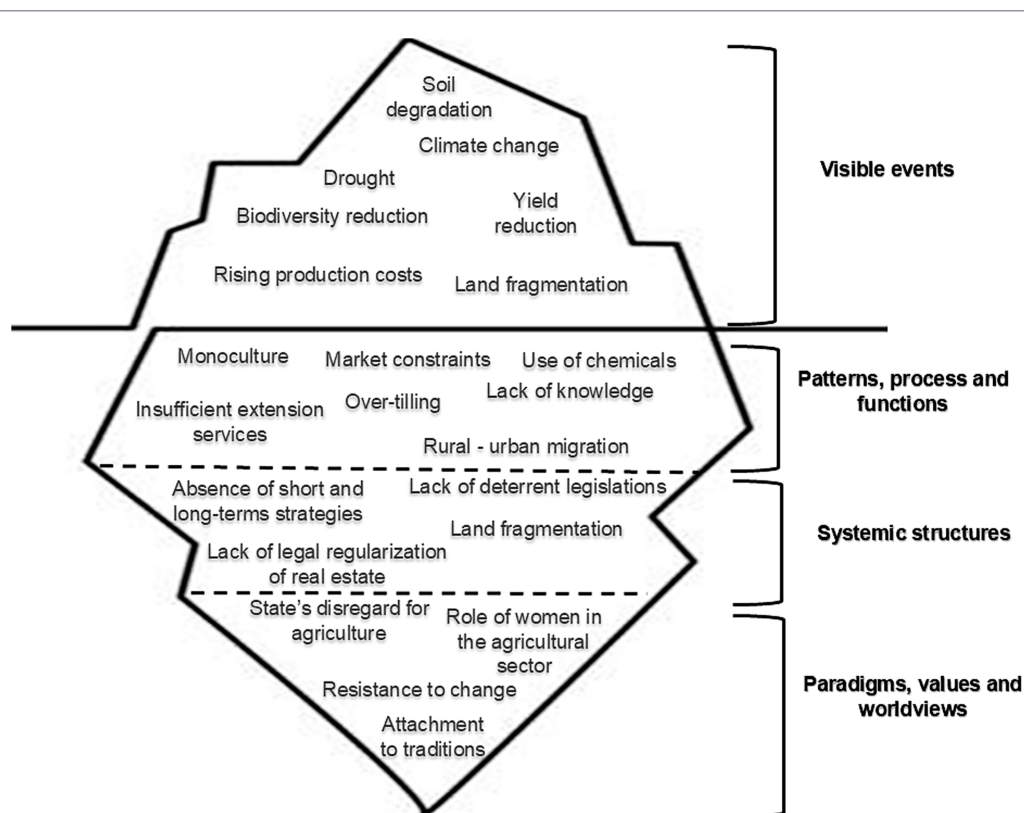 Soil
degradation
Climate change
Drought
Yield
reduction
Biodiversity reduction
Rising production costs
Land fragmentation
Visible events
Monoculture
Market constraints
Use of chemicals
Lack of knowledge
Over-tilling
Insufficient extension
services
Rural - urban migration
Patterns, process and
functions
Absence of short and
long-terms strategies
Lack of deterrent legislations
Land fragmentation
Lack of legal regularization
of real estate
Systemic structures
State's disregard for
agriculture
Role of women in
the agricultural
sector
Resistance to change
Attachment
to traditions
Paradigms, values and
worldviews